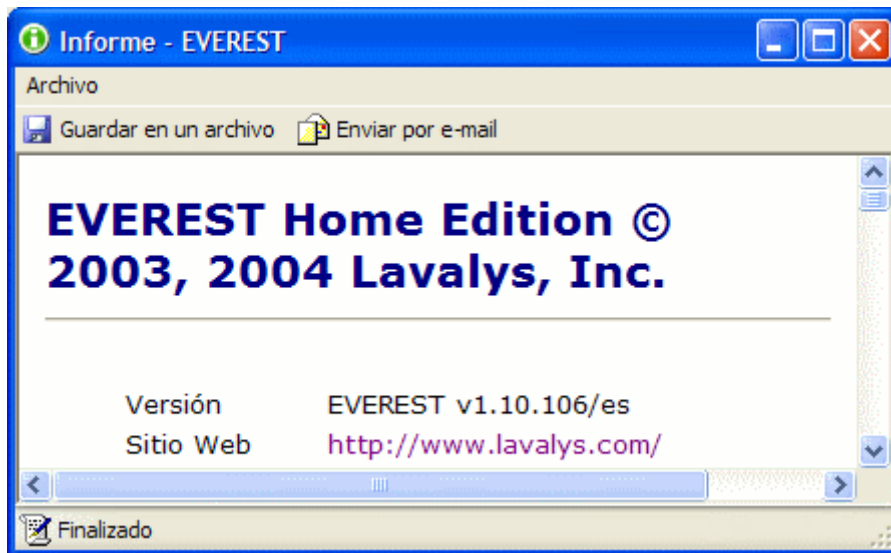 Informe - EVEREST
Archivo
Guardar en un archivo Enviar por e-mail
EVEREST Home Edition ©
2003, 2004 Lavalys, Inc.
Versión EVEREST v1.10.106/es
Sitio Web http://www.lavalys.com/
Finalizado